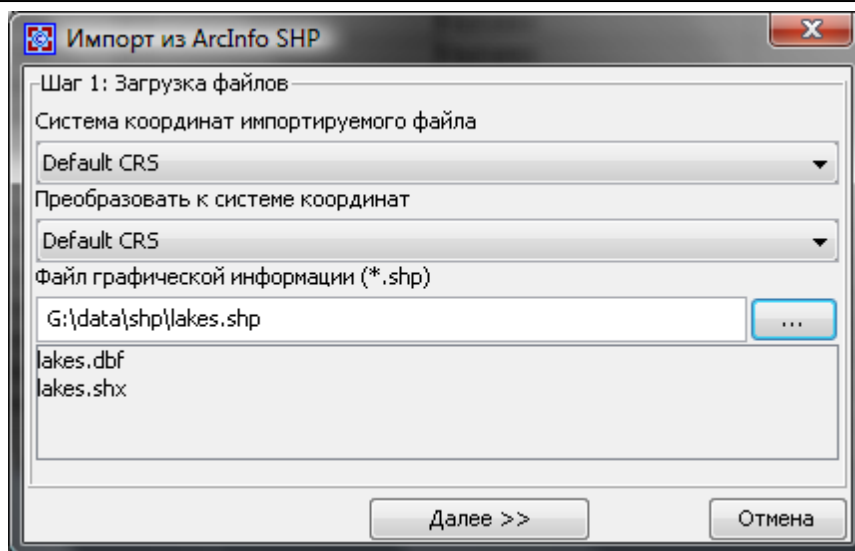 Импорт из ArcInfo SHP
Шаг 1: Загрузка файлов
Система координат импортируемого файла
Default CRS
Преобразовать к системе координат
Default CRS
Файл графической информации (*.shp)
G:\data\shp\lakes.shp
...
lakes.dbf
lakes.shx
Далее >>
Отмена